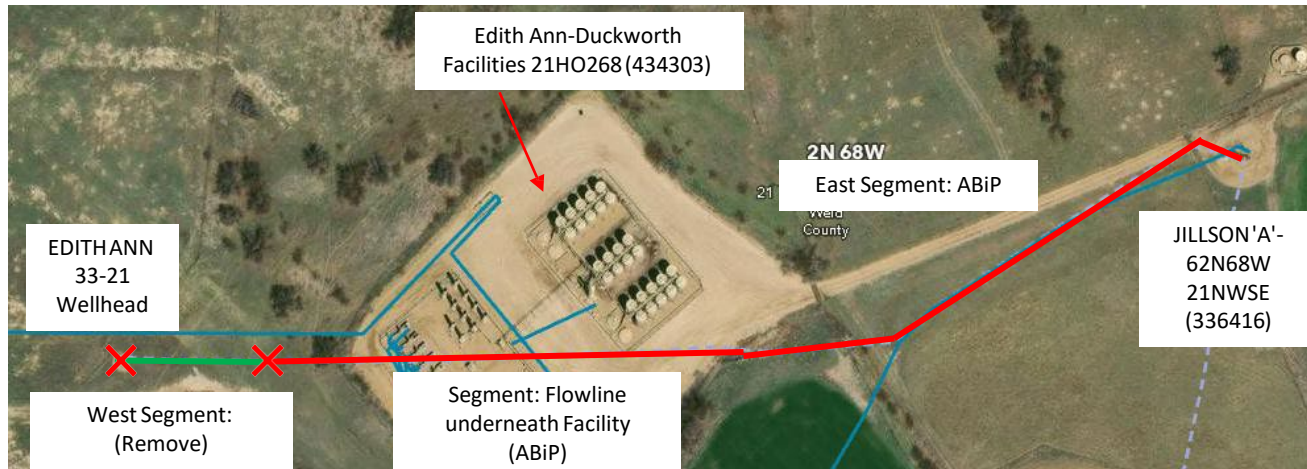 Edith Ann-Duckworth
Facilities 21HO268 (434303)
2N 68W
East Segment: ABiP
21
Weld
County
EDITH ANN
33-21
Wellhead
JILLSON 'A'-
62N68W
21NWSE
(336416)
West Segment:
(Remove)
Segment: Flowline
underneath Facility
(ABiP)